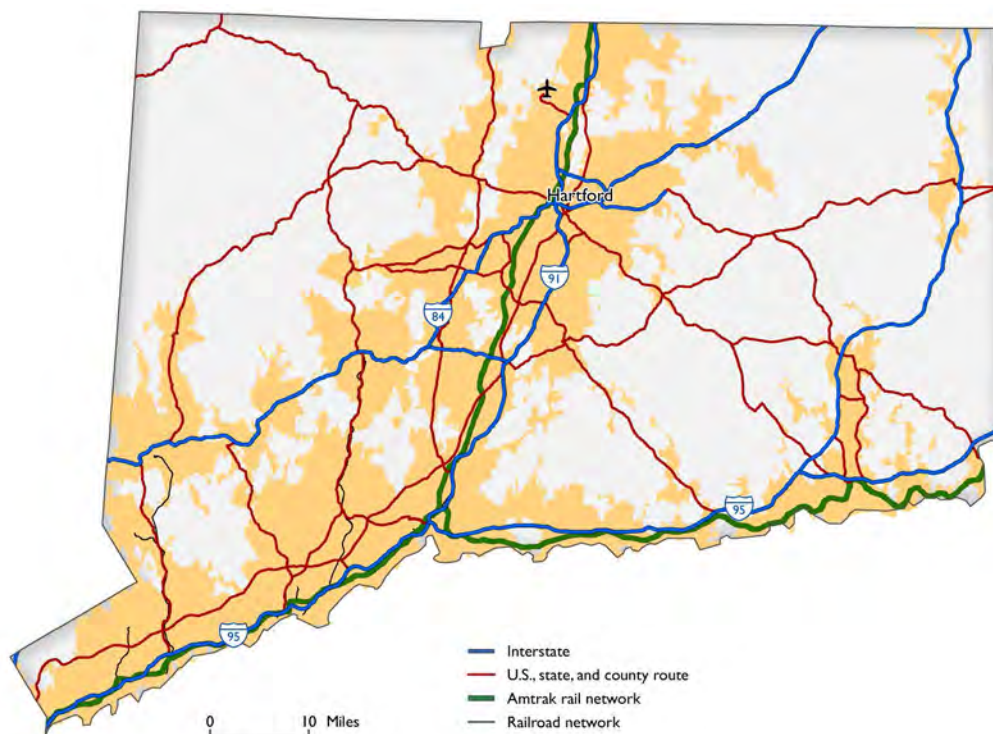 Hartford
91
84
95
95
Interstate
U.S., state, and county route
Amtrak rail network
Railroad network
0 10 Miles